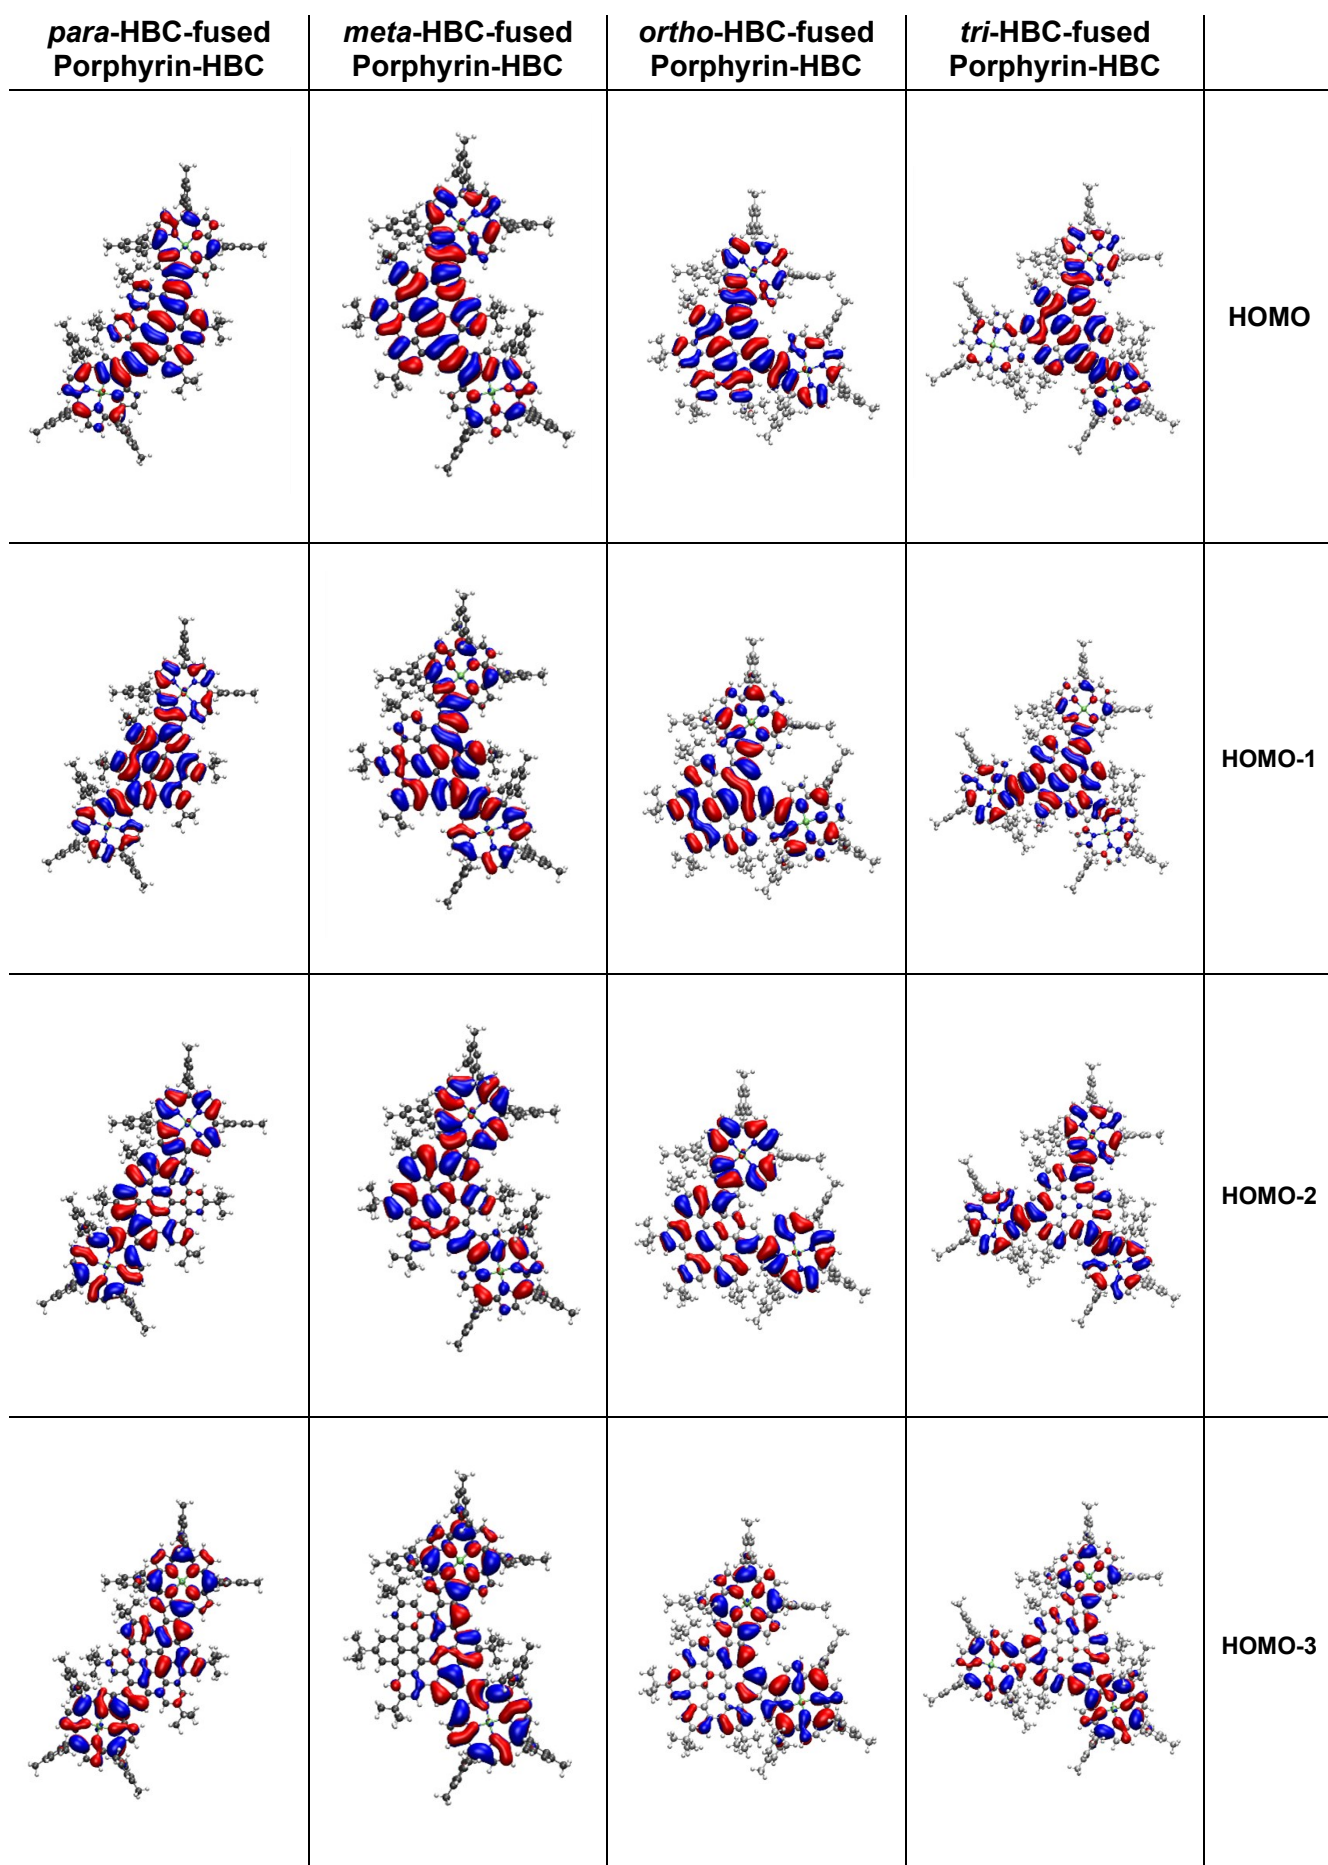 para-HBC-fused
Porphyrin-HBC
meta-HBC-fused
Porphyrin-HBC
ortho-HBC-fused
Porphyrin-HBC
tri-HBC-fused
Porphyrin-HBC
HOMO
HOMO-1
HOMO-2
HOMO-3